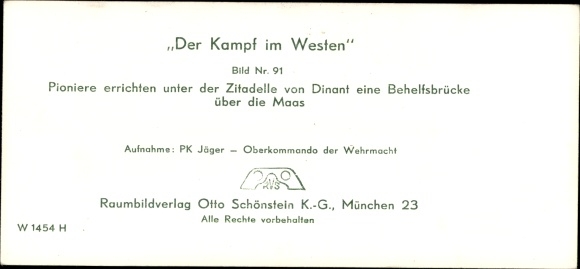 „Der Kampf im Westen“
Bild Nr. 91
Pioniere errichten unter der Zitadelle von Dinant eine Behelfsbrücke
über die Maas
Aufnahme: PK Jäger – Oberkommando der Wehrmacht
Raumbildverlag Otto Schönstein K.-G., München 23
Alle Rechte vorbehalten
W 1454 H